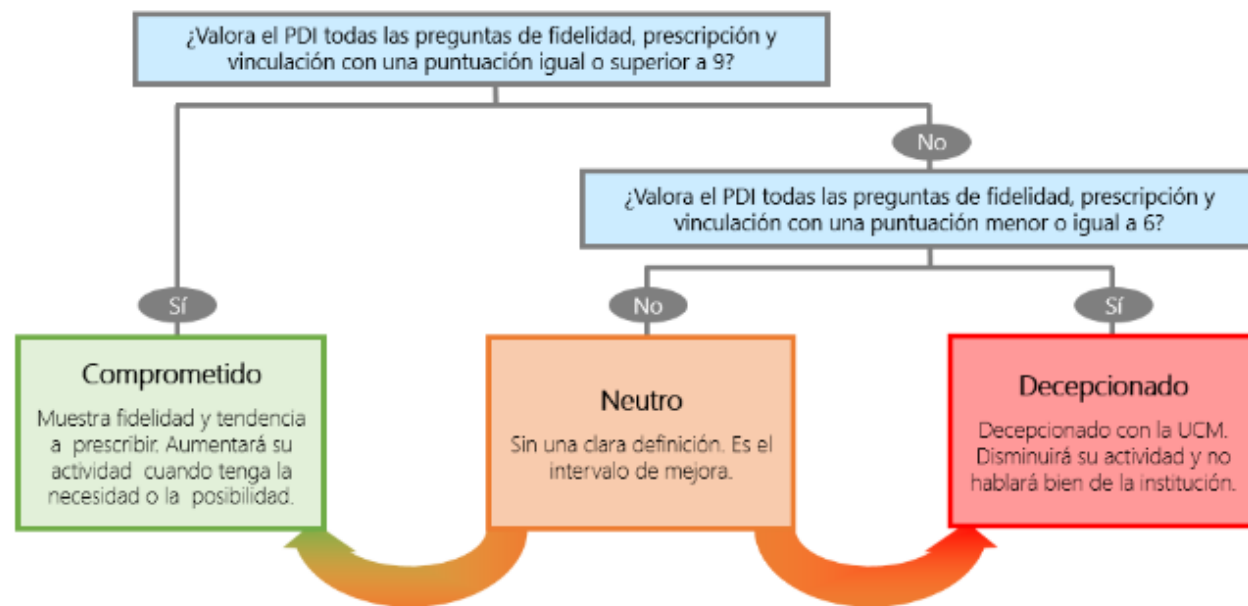 ¿Valora el PDI todas las preguntas de fidelidad, prescripción y
vinculación con una puntuación igual o superior a 9?
No
¿Valora el PDI todas las preguntas de fidelidad, prescripción y
vinculación con una puntuación menor o igual a 6?
Sí
No
Sí
Comprometido
Muestra fidelidad y tendencia
a prescribir. Aumentará su
actividad cuando tenga la
necesidad o la posibilidad.
Neutro
Sin una clara definición. Es el
intervalo de mejora.
Decepcionado
Decepcionado con la UCM.
Disminuirá su actividad y no
hablará bien de la institución.